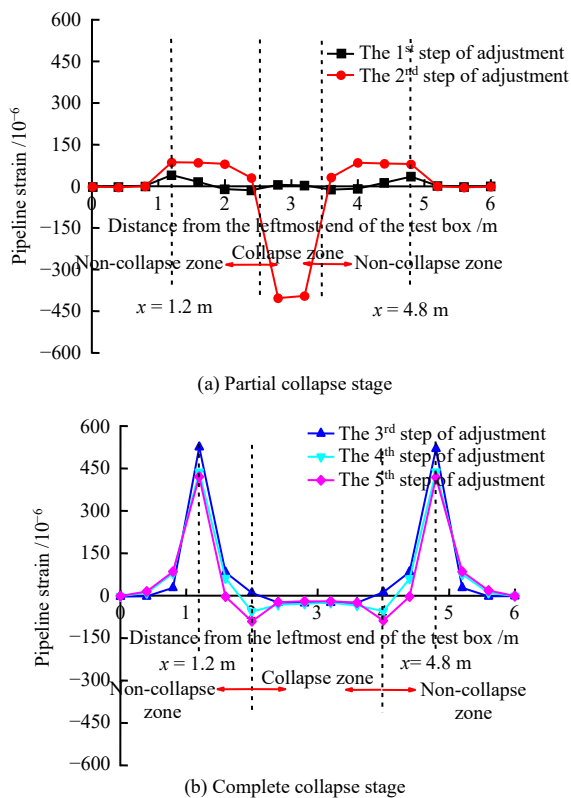 600
450
300
150
0
−150
−300
−450
−600
Pipeline strain /10⁻⁶
The 1st step of adjustment
The 2nd step of adjustment
0 1 2 3 4 5 6
Distance from the leftmost end of the test box /m
Collapse zone
Non-collapse zone
Non-collapse zone
x = 1.2 m
x = 4.8 m
(a) Partial collapse stage
600
450
300
150
0
−150
−300
−450
−600
Pipeline strain /10⁻⁶
The 3rd step of adjustment
The 4th step of adjustment
The 5th step of adjustment
0 1 2 3 4 5 6
Distance from the leftmost end of the test box /m
x = 1.2 m
x= 4.8 m
Collapse zone
Non-collapse
zone
Non-collapse
zone
(b) Complete collapse stage